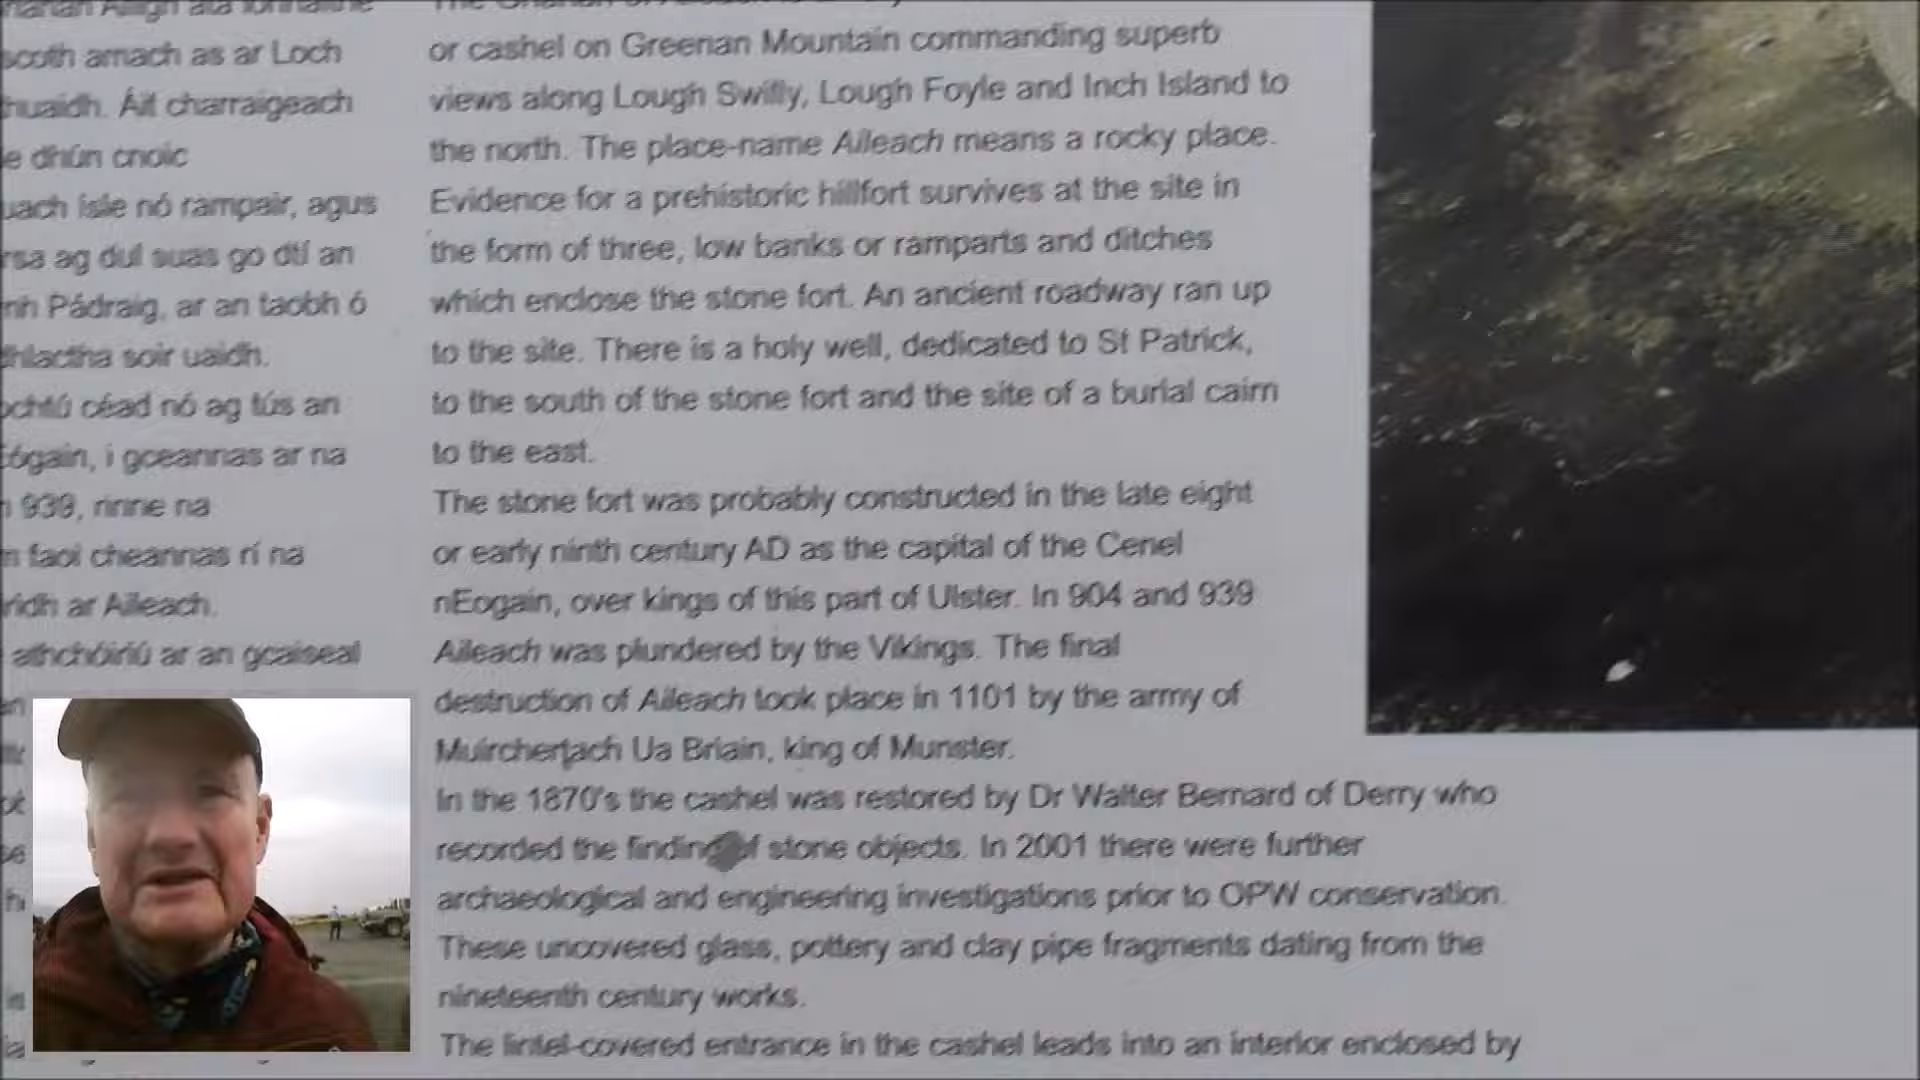 scoth amach as ar Loch
thuaidh. Áit charraigeach
le dhún cnoic
uach ísle nó rampair, agus
rsa ag dul suas go dtí an
mh Pádraig, ar an taobh ó
thlactha soir uaidh.
ochtú céad nó ag tús an
Eógain, i gceannas ar na
939, rinne na
faoi cheannas rí na
ridh ar Aileach.
athchóiriú ar an gcaiseal
or cashel on Greenan Mountain commanding superb
views along Lough Swilly, Lough Foyle and Inch Island to
the north. The place-name Aileach means a rocky place.
Evidence for a prehistoric hillfort survives at the site in
the form of three, low banks or ramparts and ditches
which enclose the stone fort. An ancient roadway ran up
to the site. There is a holy well, dedicated to St Patrick,
to the south of the stone fort and the site of a burial cairn
to the east.
The stone fort was probably constructed in the late eight
or early ninth century AD as the capital of the Cenel
nEogain, over kings of this part of Ulster. In 904 and 939
Aileach was plundered by the Vikings. The final
destruction of Aileach took place in 1101 by the army of
Muirchertach Ua Briain, king of Munster.
In the 1870's the cashel was restored by Dr Walter Bernard of Derry who
recorded the finding of stone objects. In 2001 there were further
archaeological and engineering investigations prior to OPW conservation.
These uncovered glass, pottery and clay pipe fragments dating from the
nineteenth century works.
The lintel-covered entrance in the cashel leads into an interior enclosed by